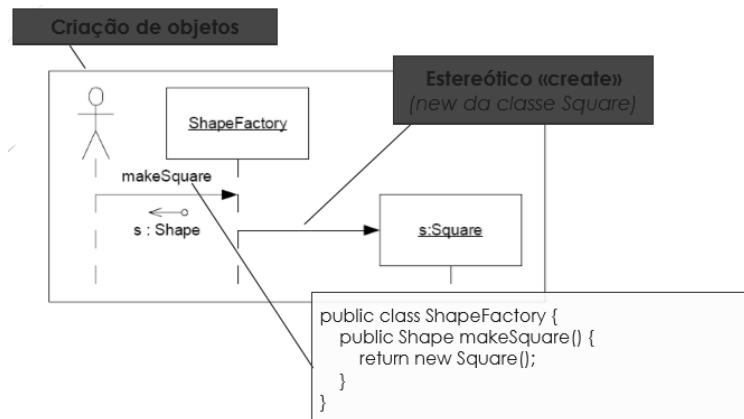 Criação de objetos
Estereótico «create»
(new da classe Square)
ShapeFactory
makeSquare
s : Shape
s:Square
public class ShapeFactory {
public Shape makeSquare() {
return new Square();
}
}